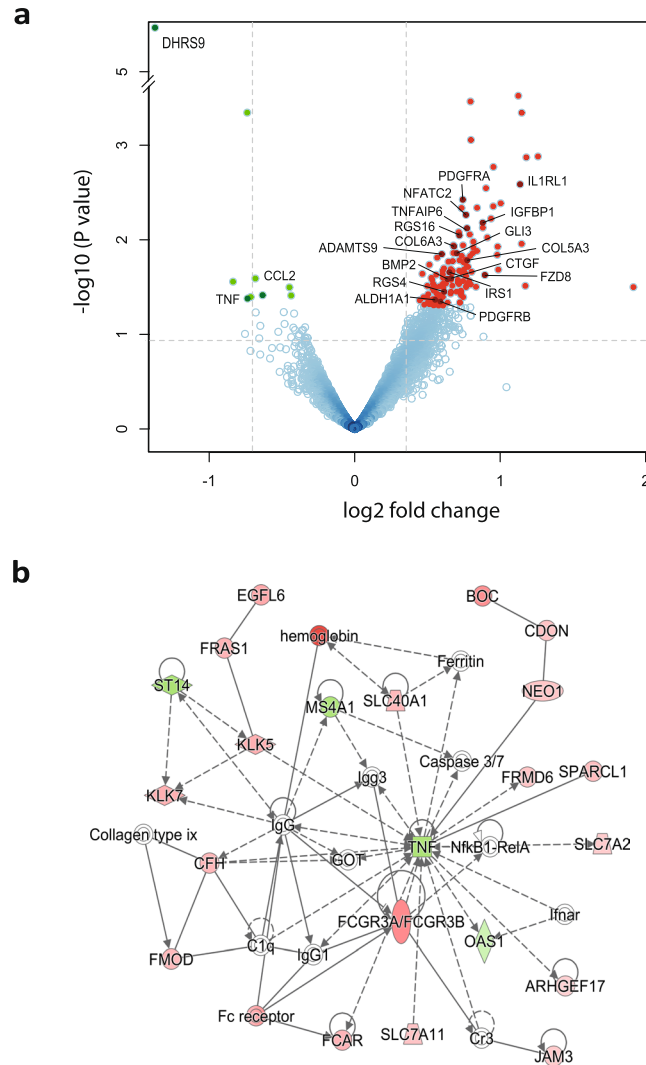 a
DHRS9
5
3
2
1
0
-log10 (P value)
PDGFRA
NFATC2
IL1RL1
TNFAIP6
IGFBP1
RGS16
GLI3
COL6A3
ADAMTS9
COL5A3
BMP2
CTGF
CCL2
RGS4
FZD8
TNF
ALDH1A1
IRS1
PDGFRB
-1
0
1
2
log2 fold change
b
EGFL6
BOC
hemoglobin
CDON
FRAS1
Ferritin
ST14
SLC40A1
NEO1
MS4A1
KLK5
Caspase 3/7
Igg3
FRMD6
SPARCL1
KLK7
IgG
Collagen type ix
TNF
NfkB1-RelA
SLC7A2
CFH
GOT
FCGR3A/FCGR3B
Ifnar
C1q
OAS1
IgG1
FMOD
ARHGEF17
Fc receptor
FCAR
SLC7A11
Cr3
JAM3